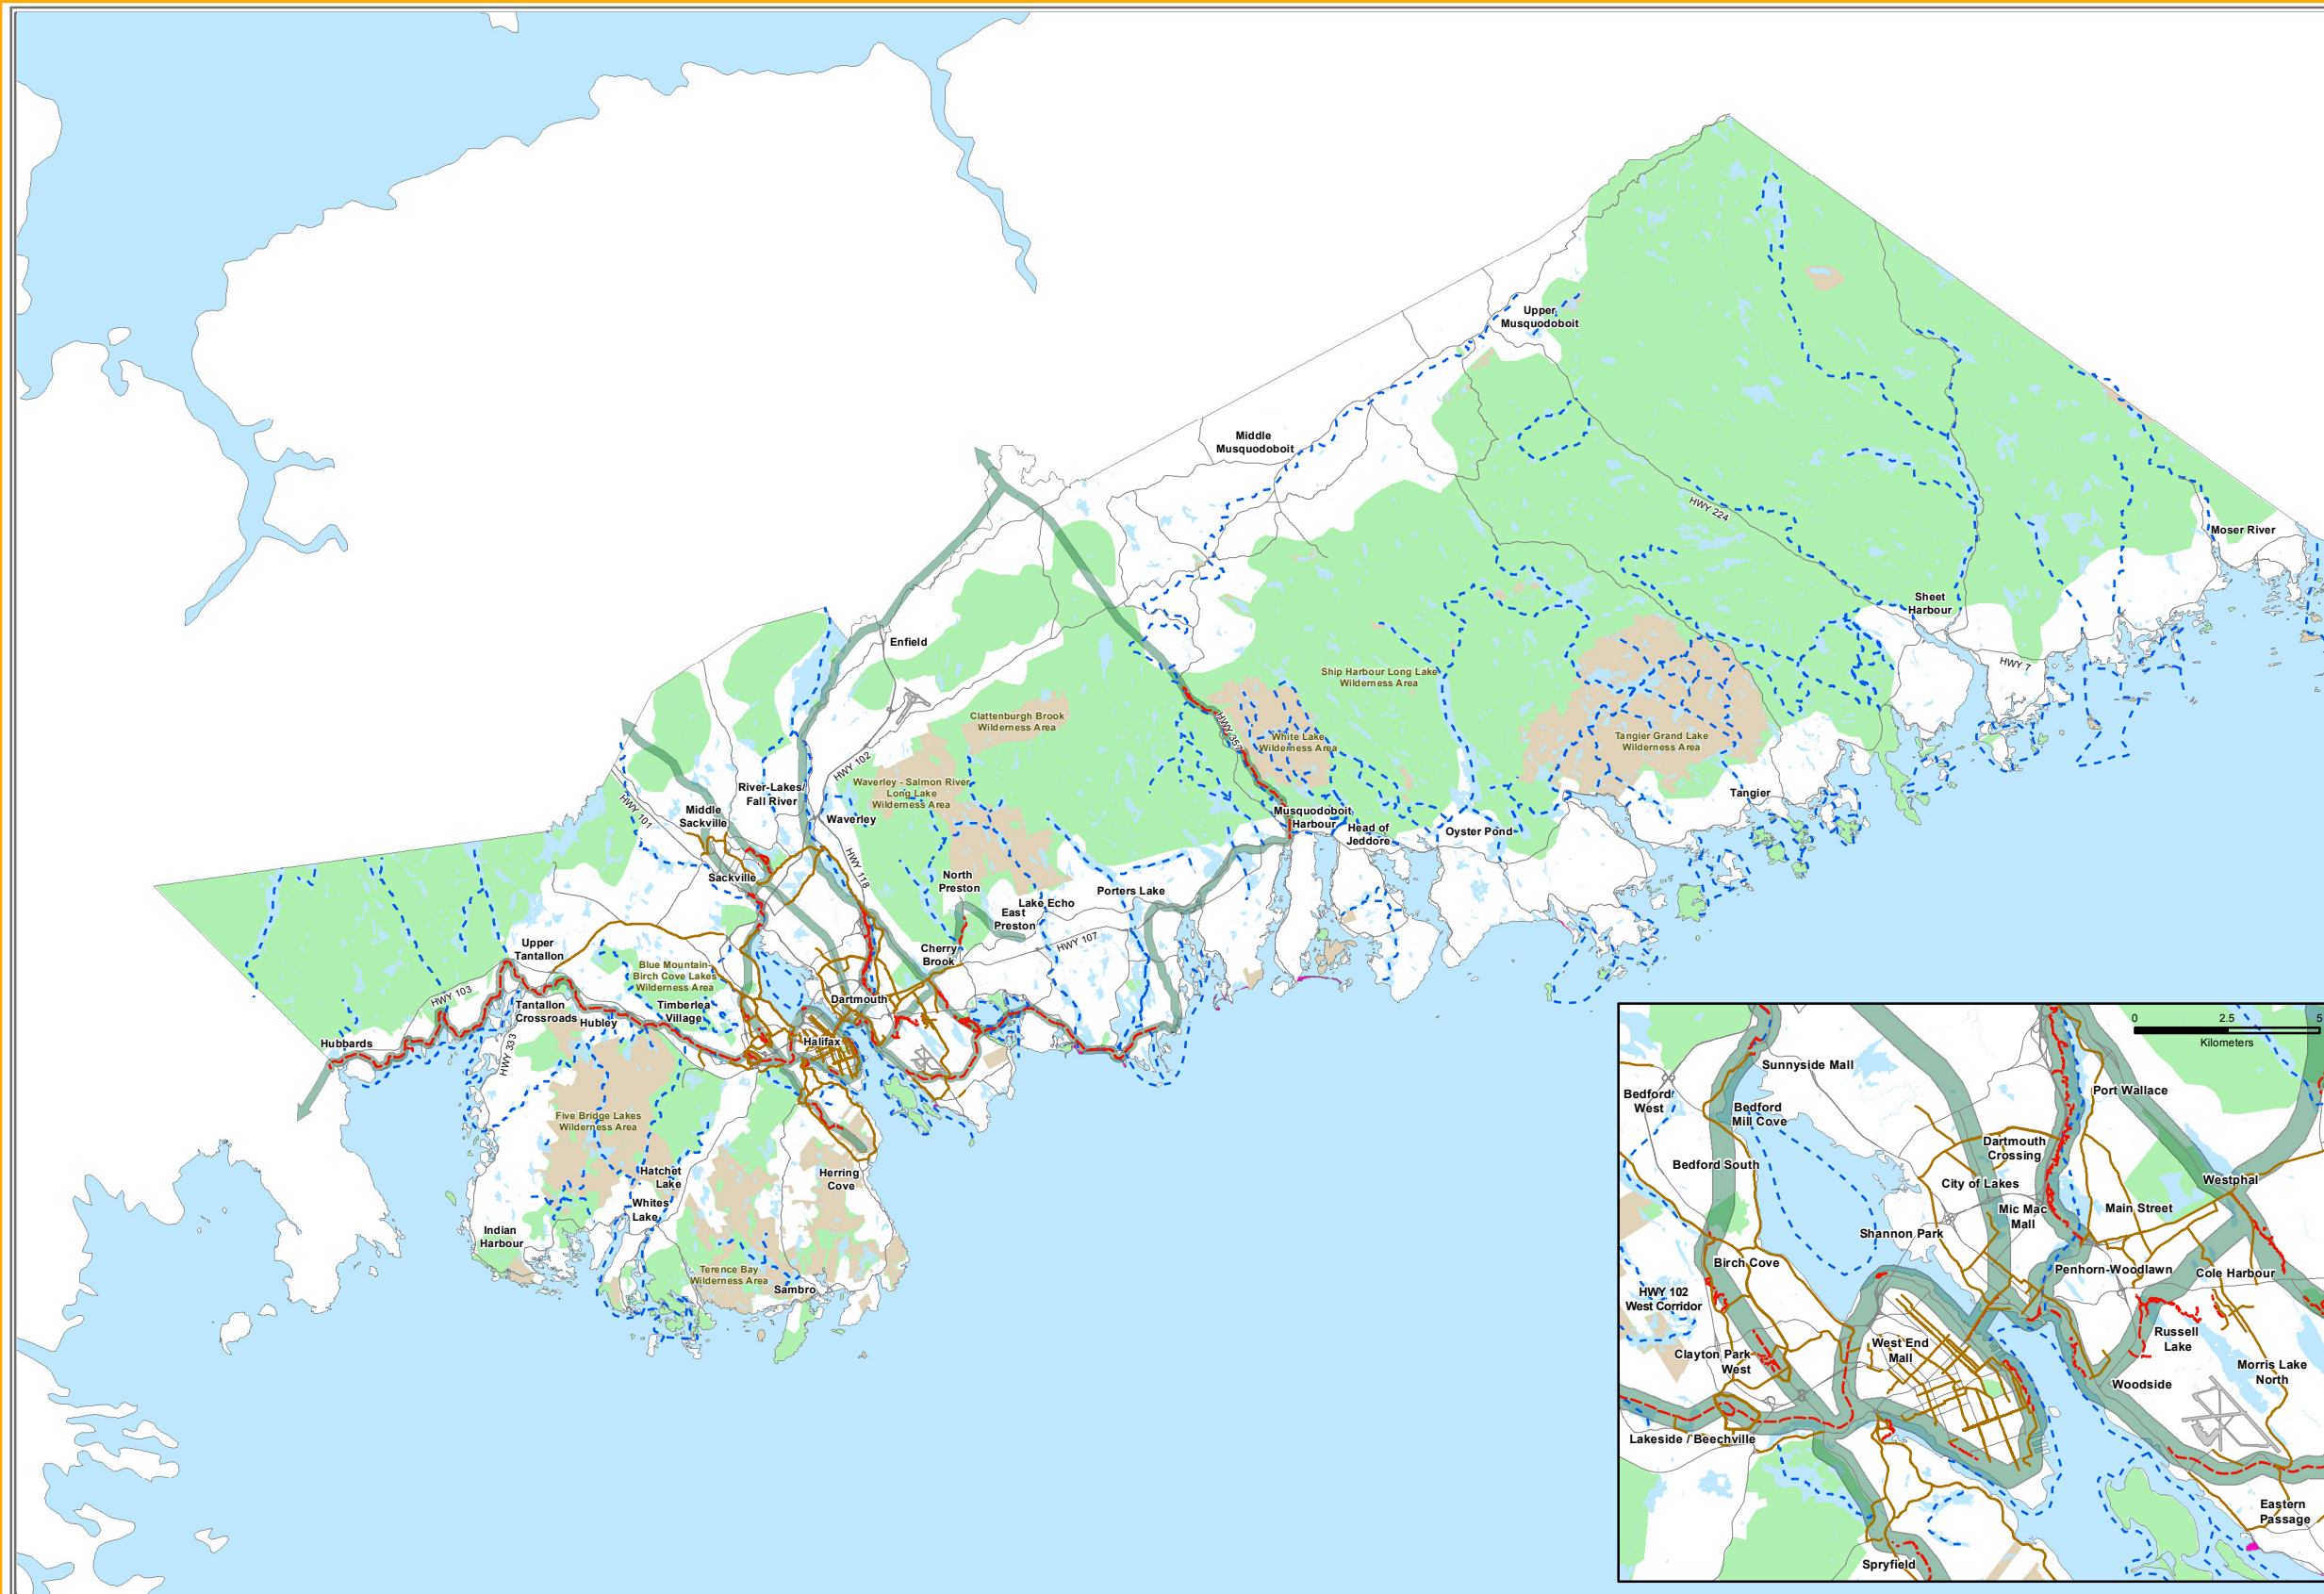 Upper
Musquodoboit
Middle
Musquodoboit
HWY 224
Moser River
Sheet
Harbour
HWY 7
Enfield
Ship Harbour Long Lake
Wilderness Area
Clattenburgh Brook
Wilderness Area
HWY 357
White Lake
Wilderness Area
Tangier Grand Lake
Wilderness Area
HWY 102
Waverley - Salmon River
Long Lake
Wilderness Area
River-Lakes/
Fall River
Tangier
HWY 101
Middle
Sackville
Waverley
Musquodoboit
Harbour
Head of
Jeddore
Oyster Pond
HWY 118
Sackville
North
Preston
Porters Lake
Lake Echo
East
Preston
HWY 107
Upper
Tantallon
Cherry
Brook
Blue Mountain-
Birch Cove Lakes
Wilderness Area
HWY 103
Dartmouth
Tantallon
Crossroads
Hubley
Timberlea
Village
Hubbards
HWY 333
Halifax
Five Bridge Lakes
Wilderness Area
Hatchet
Lake
Herring
Cove
Whites
Lake
Indian
Harbour
Terence Bay
Wilderness Area
Sambro
0 2.5 5
Kilometers
Sunnyside Mall
Port Wallace
Bedford
West
Bedford
Mill Cove
Dartmouth
Crossing
Bedford South
City of Lakes
Westphal
Mic Mac
Mall
Main Street
Shannon Park
Birch Cove
Penhorn-Woodlawn
Cole Harbour
HWY 102
West Corridor
Russell
Lake
West End
Mall
Clayton Park
West
Morris Lake
North
Woodside
Lakeside / Beechville
Eastern
Passage
Spryfield